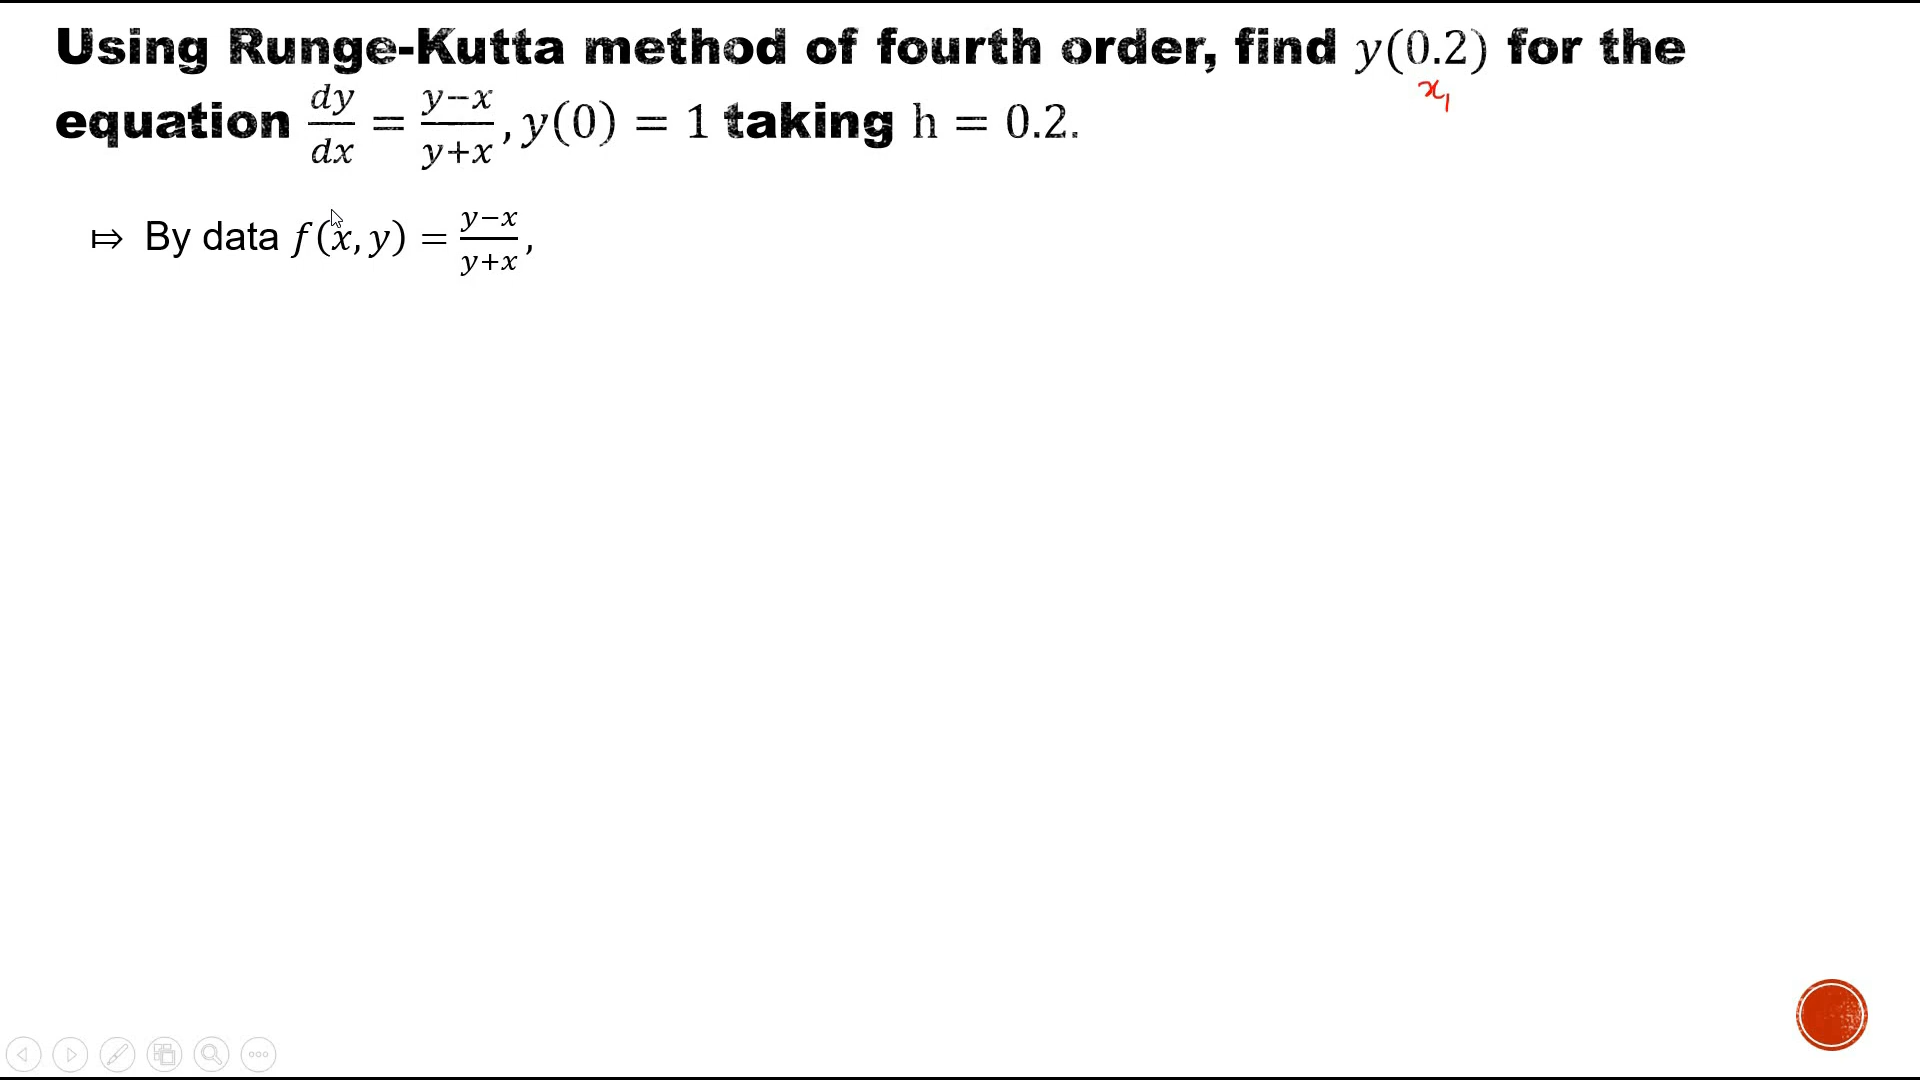 Using Runge-Kutta method of fourth order, find y(0.2) for the
x₁
equation dy/dx = y−x/y+x, y(0) = 1 taking h = 0.2.
⤇ By data f(x, y) = y−x/y+x,